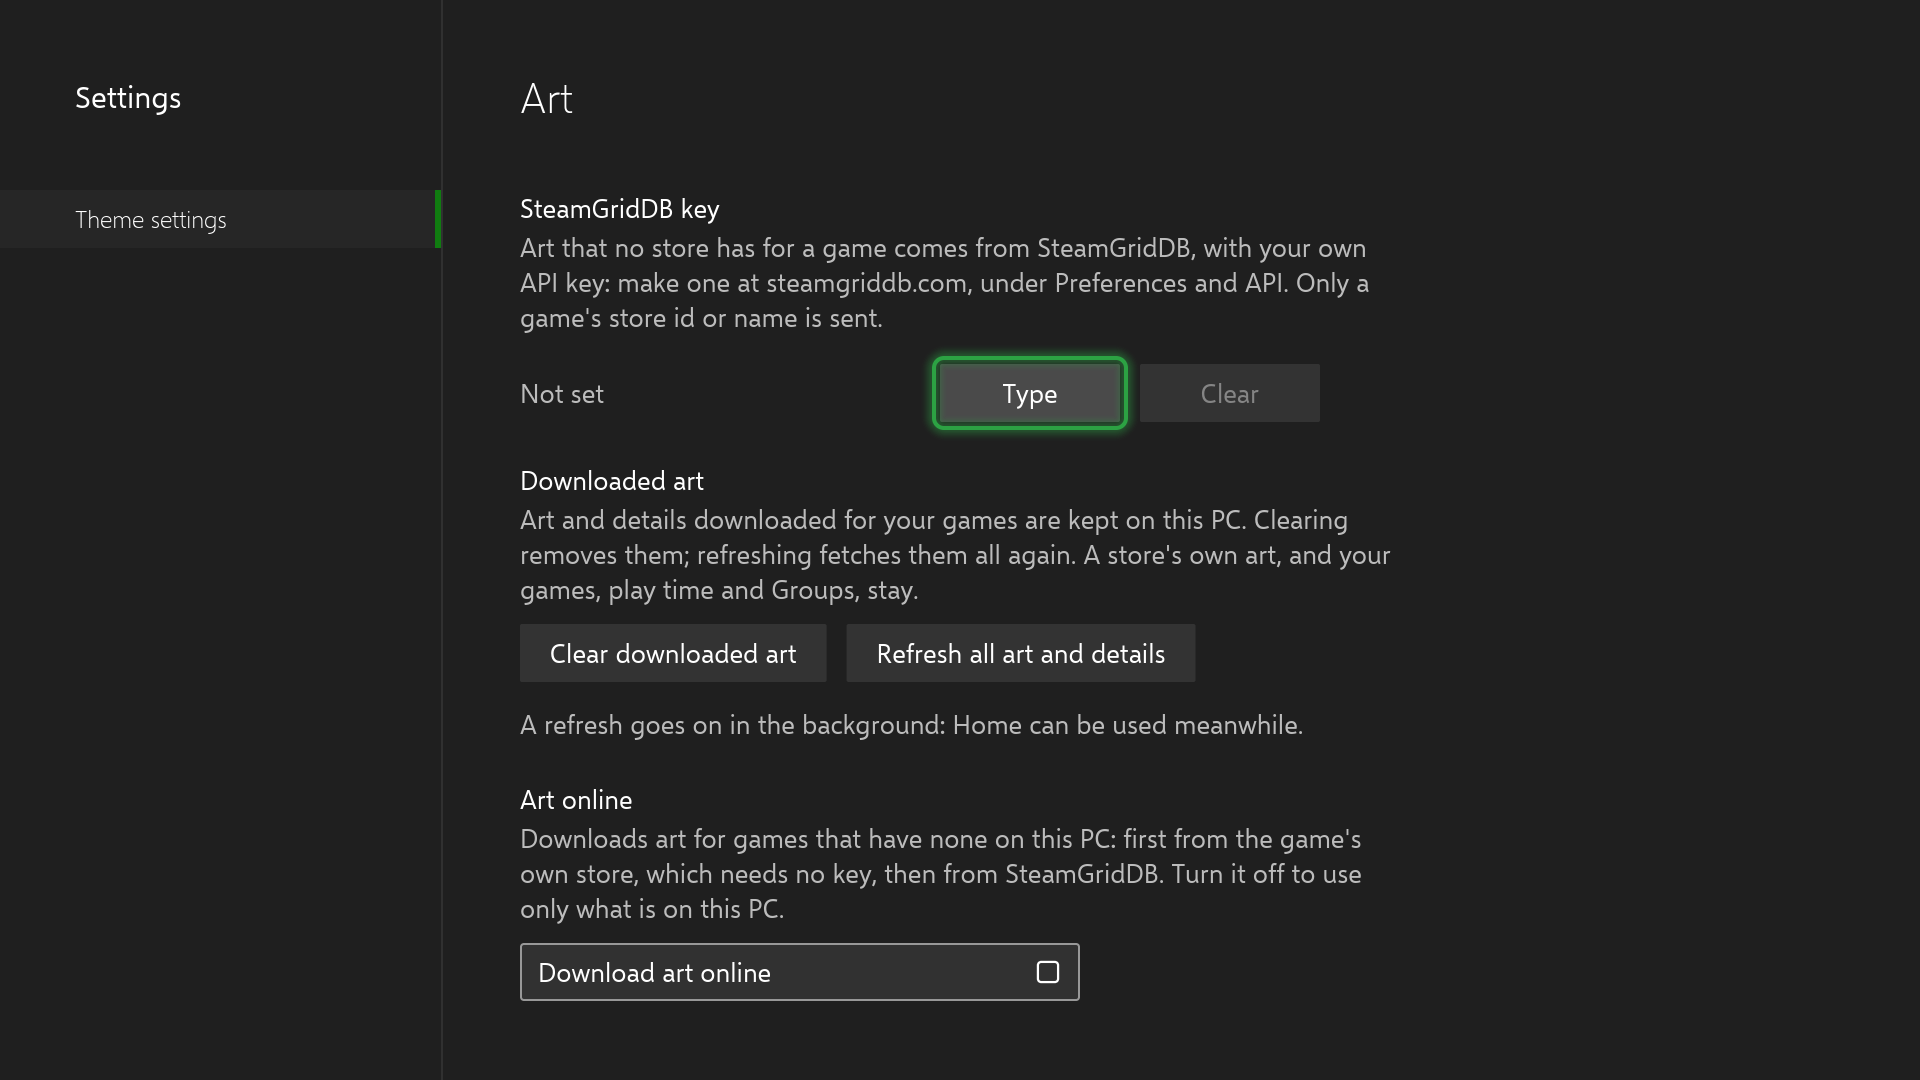 Settings
Theme settings
Art
SteamGridDB key
Art that no store has for a game comes from SteamGridDB, with your own
API key: make one at steamgriddb.com, under Preferences and API. Only a
game's store id or name is sent.
Not set
Type
Clear
Downloaded art
Art and details downloaded for your games are kept on this PC. Clearing
removes them; refreshing fetches them all again. A store's own art, and your
games, play time and Groups, stay.
Clear downloaded art
Refresh all art and details
A refresh goes on in the background: Home can be used meanwhile.
Art online
Downloads art for games that have none on this PC: first from the game's
own store, which needs no key, then from SteamGridDB. Turn it off to use
only what is on this PC.
Download art online